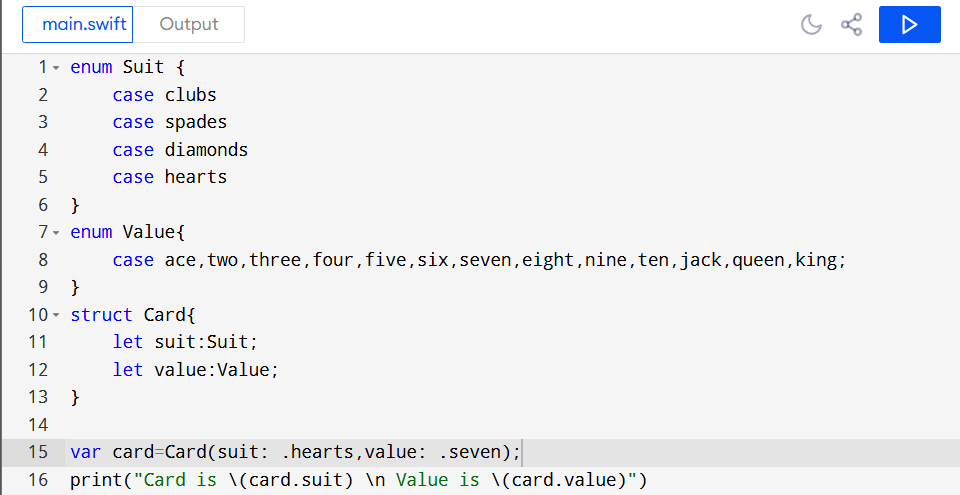 main.swift Output
1 enum Suit {
2 case clubs
3 case spades
4 case diamonds
5 case hearts
6 }
7 enum Value{
8 case ace,two,three,four,five,six,seven,eight,nine,ten,jack,queen,king;
9 }
10 struct Card{
11 let suit:Suit;
12 let value:Value;
13 }
14
15 var card=Card(suit: .hearts,value: .seven);
16 print("Card is \(card.suit) \n Value is \(card.value)")